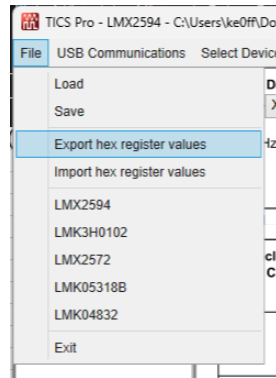 TICS Pro - LMX2594 - C:\Users\ke0ff\Do
File USB Communications Select Devic
Load
Save
Export hex register values
Import hex register values
LMX2594
LMK3H0102
LMX2572
LMK05318B
LMK04832
Exit